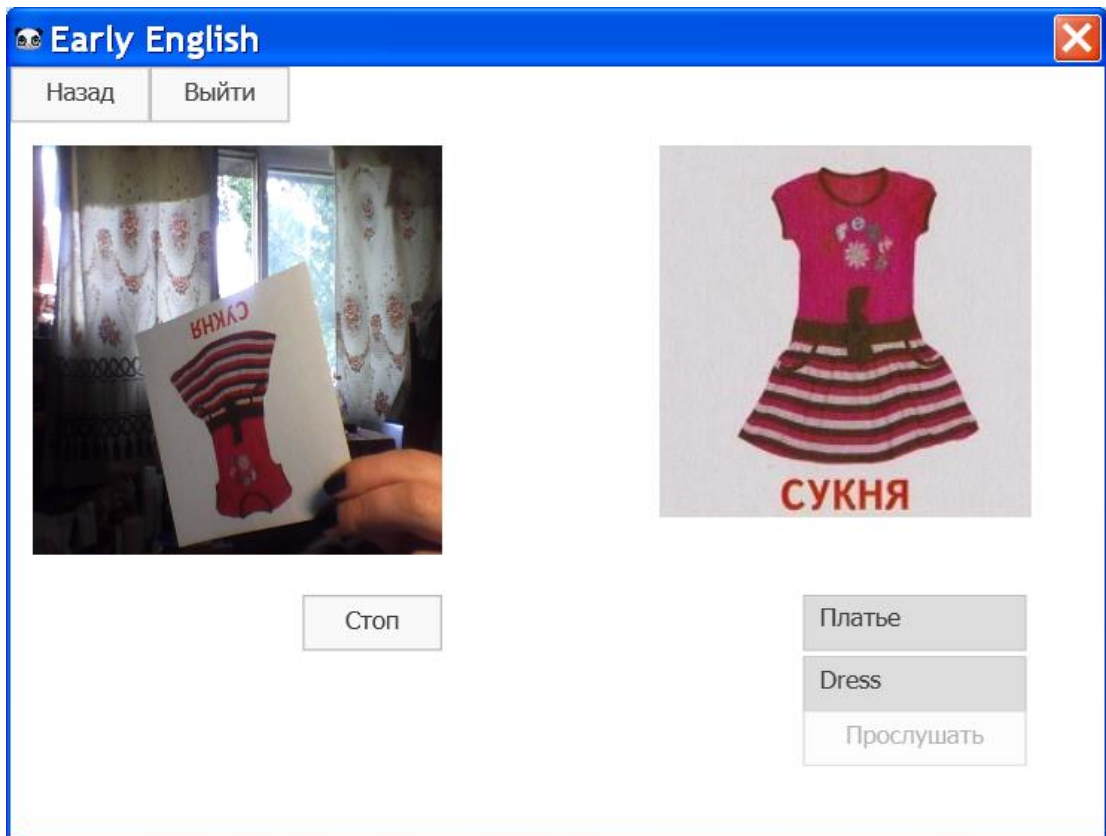 Early English
Назад Выйти
СУКНЯ
СУКНЯ
Стоп
Платье
Dress
Прослушать